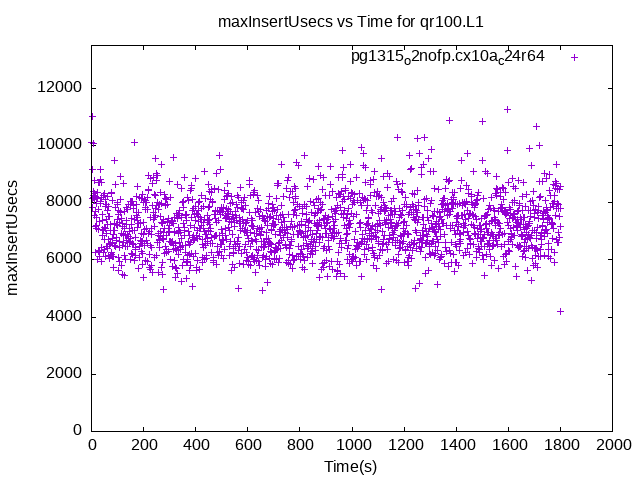 maxInsertUsecs vs Time for qr100.L1
pg1315o2nofp.cx10ac24r64
12000
10000
8000
6000
4000
2000
0
maxInsertUsecs
0 200 400 600 800 1000 1200 1400 1600 1800 2000
Time(s)